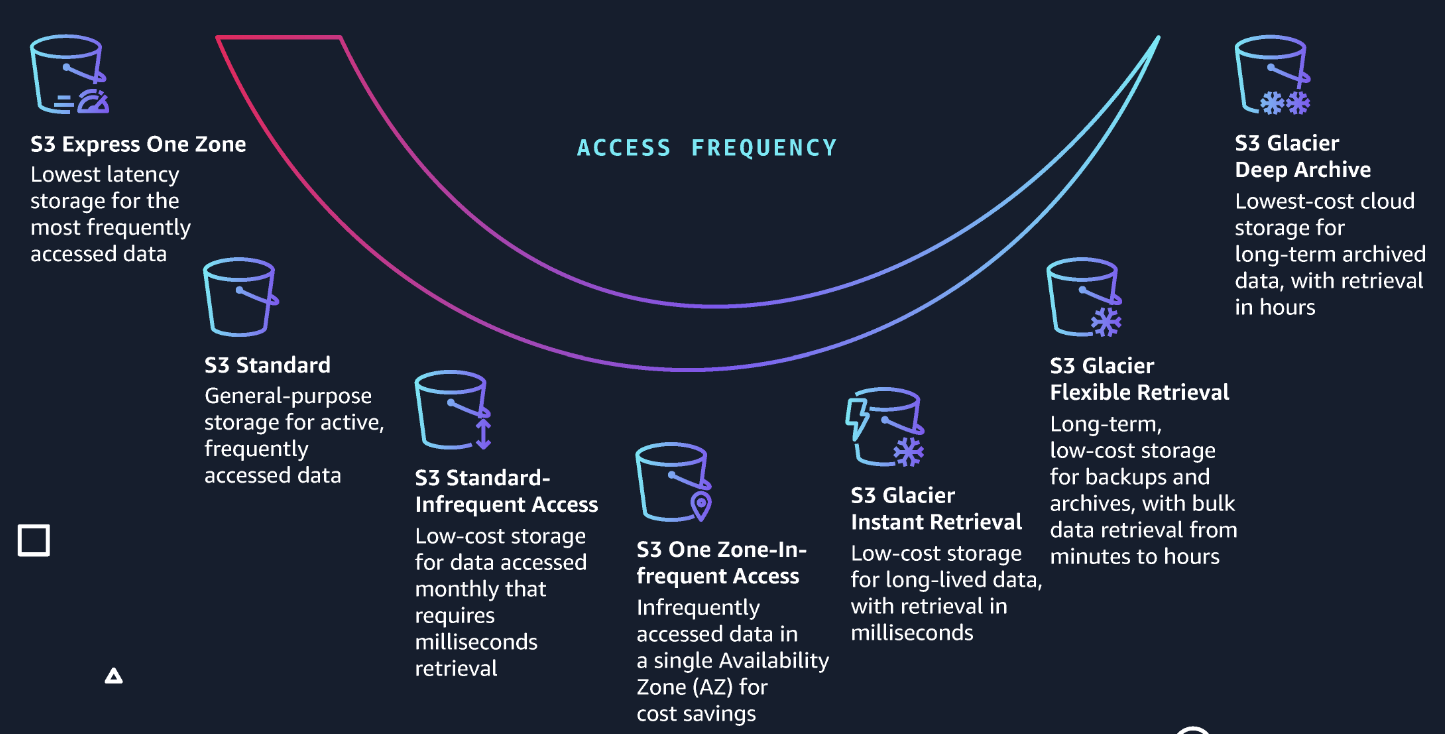 ACCESS FREQUENCY
S3 Express One Zone
Lowest latency
storage for the
most frequently
accessed data
S3 Standard
General-purpose
storage for active,
frequently
accessed data
S3 Standard-
Infrequent Access
Low-cost storage
for data accessed
monthly that
requires
milliseconds
retrieval
S3 One Zone-In-
frequent Access
Infrequently
accessed data in
a single Availability
Zone (AZ) for
cost savings
S3 Glacier
Instant Retrieval
Low-cost storage
for long-lived data,
with retrieval in
milliseconds
S3 Glacier
Flexible Retrieval
Long-term,
low-cost storage
for backups and
archives, with bulk
data retrieval from
minutes to hours
S3 Glacier
Deep Archive
Lowest-cost cloud
storage for
long-term archived
data, with retrieval
in hours